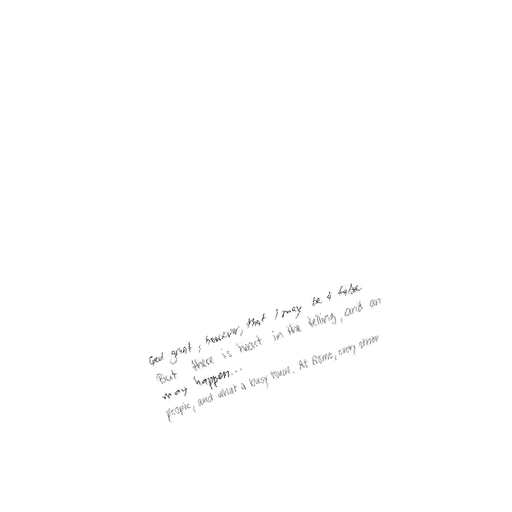 God grant, however, that I may be a false
But there is heart in the telling, and an
may happen...
people, and what a busy town. At Rome, every other